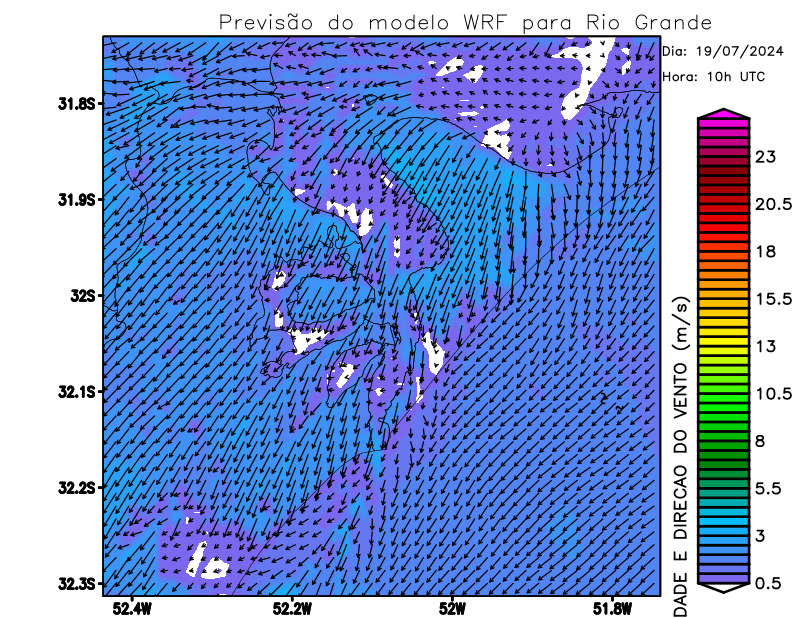 Previsão do modelo WRF para Rio Grande
Dia: 19/07/2024
Hora: 10h UTC
31.8S
31.9S
32S
32.1S
32.2S
32.3S
52.4W
52.2W
52W
51.8W
DADE E DIRECAO DO VENTO (m/s)
23
20.5
18
15.5
13
10.5
8
5.5
3
0.5